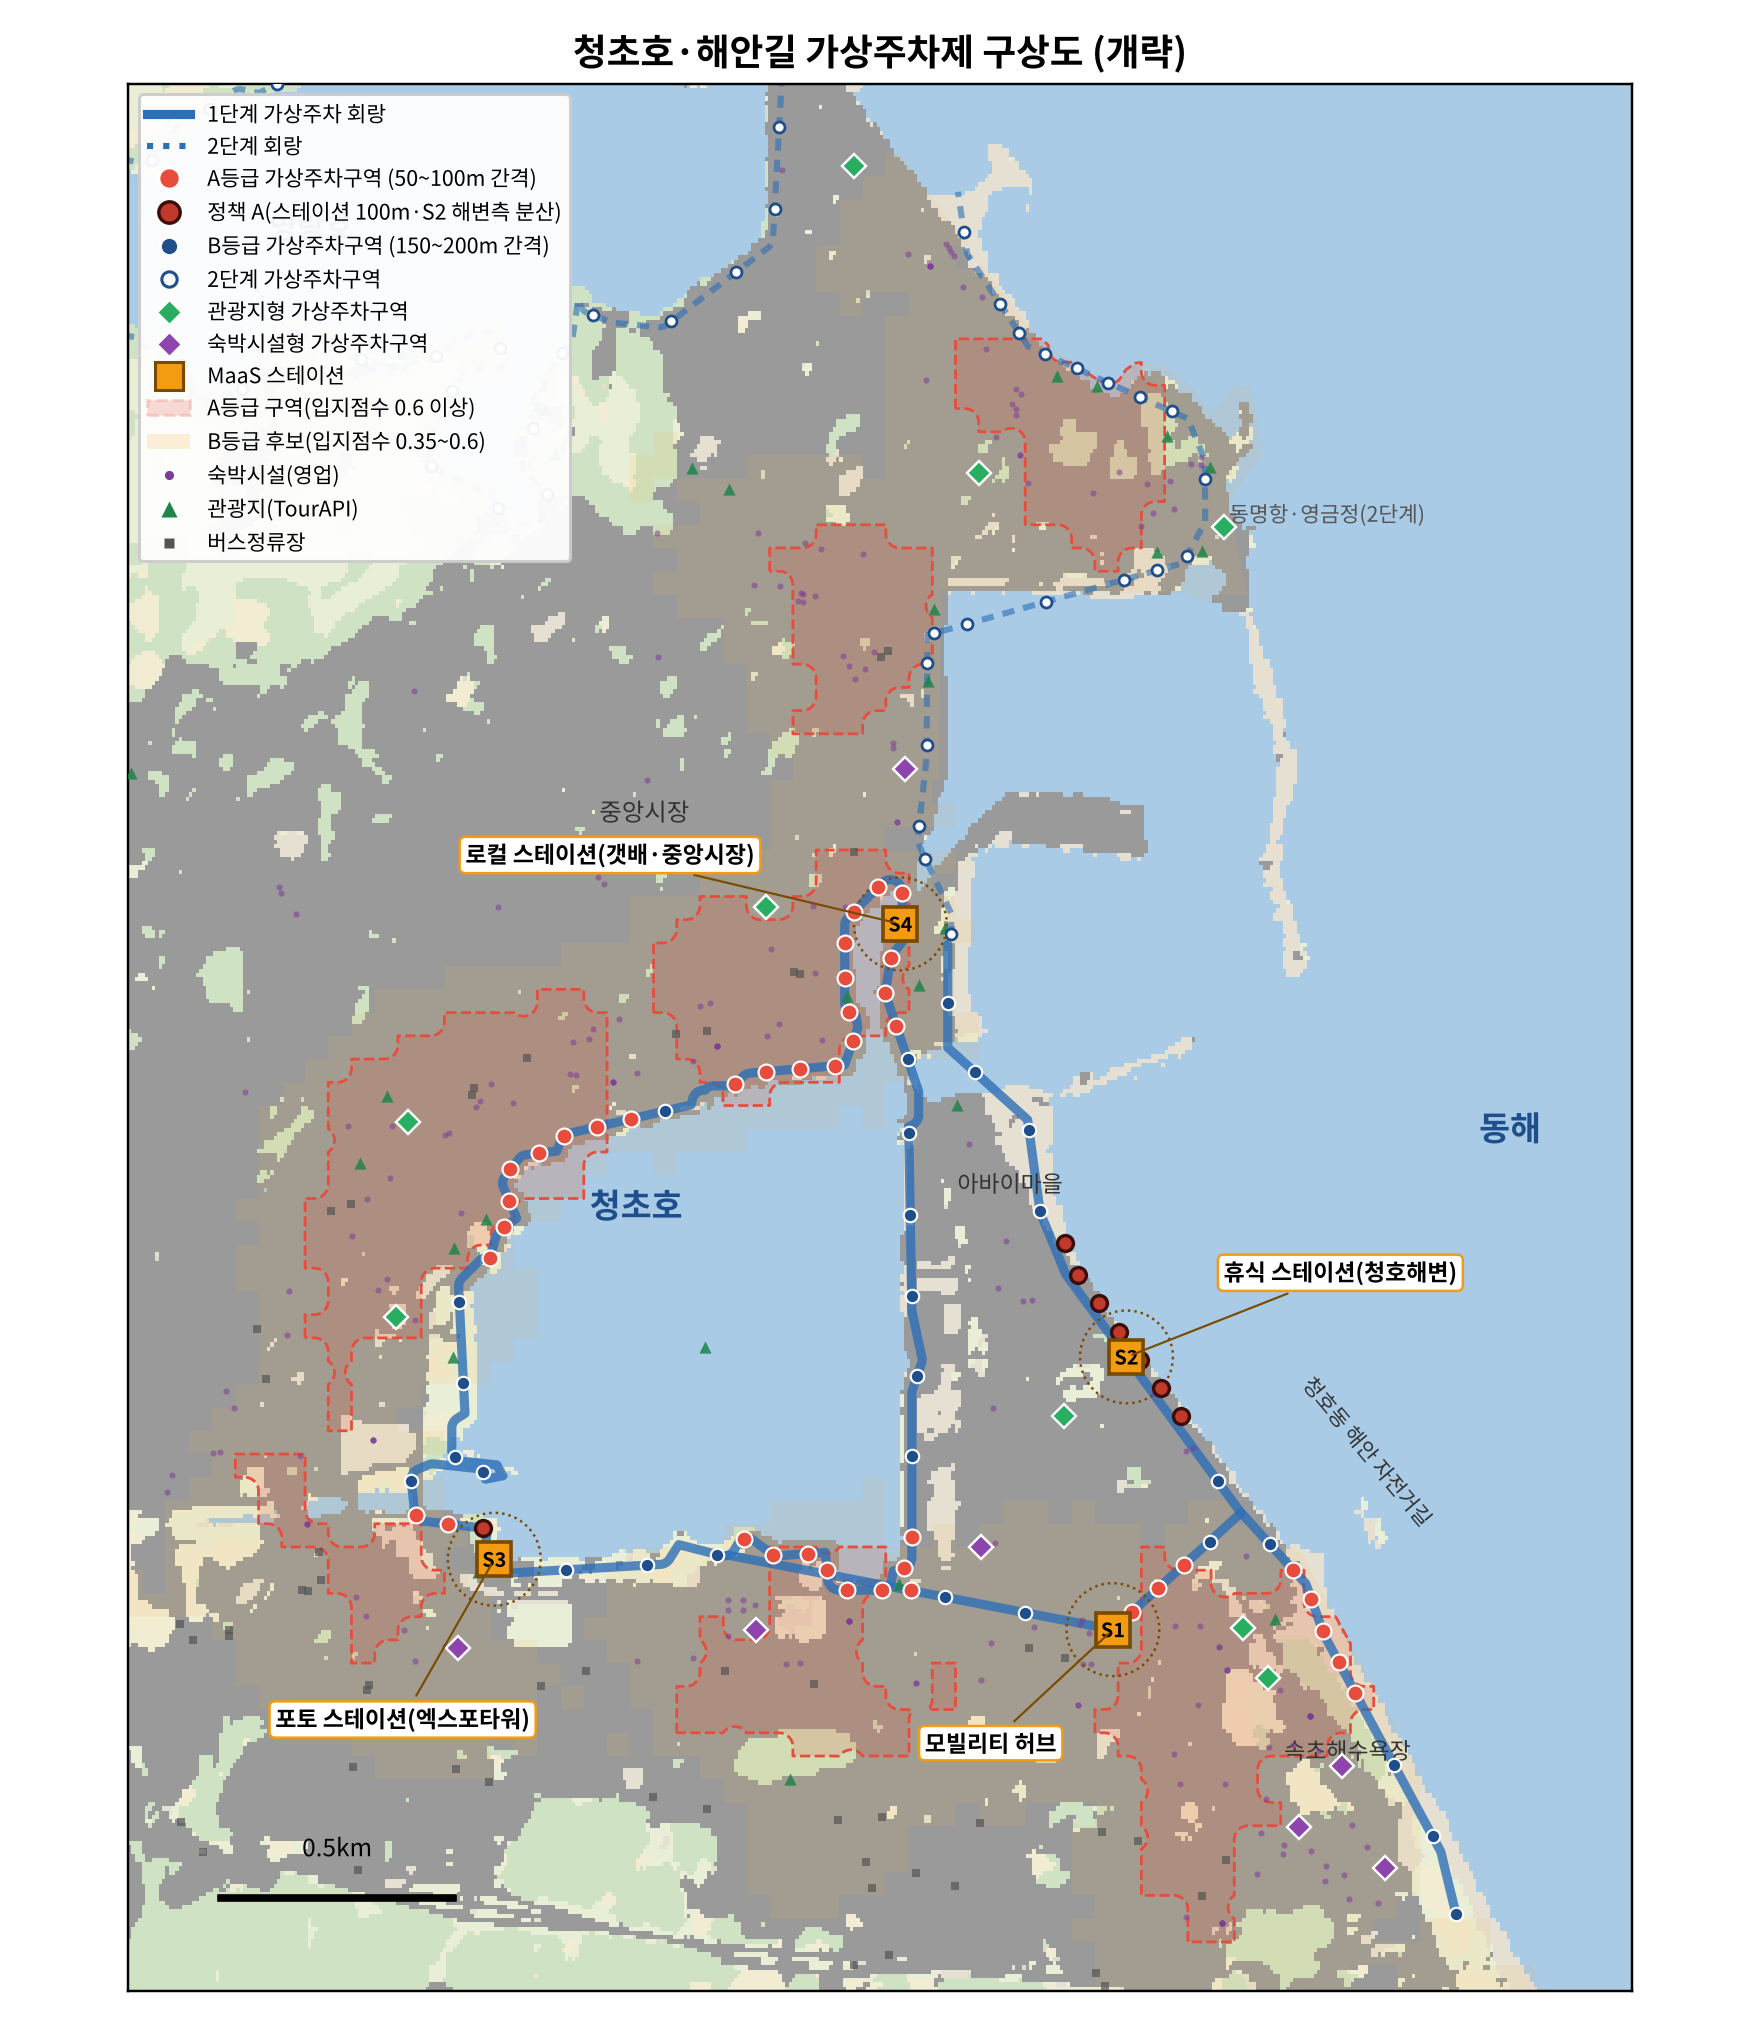 청초호·해안길 가상주차제 구상도 (개략)
1단계 가상주차 회랑
2단계 회랑
A등급 가상주차구역 (50~100m 간격)
정책 A(스테이션 100m·S2 해변측 분산)
B등급 가상주차구역 (150~200m 간격)
2단계 가상주차구역
관광지형 가상주차구역
숙박시설형 가상주차구역
MaaS 스테이션
A등급 구역(입지점수 0.6 이상)
B등급 후보(입지점수 0.35~0.6)
숙박시설(영업)
관광지(TourAPI)
버스정류장
동명항·영금정(2단계)
중앙시장
로컬 스테이션(갯배·중앙시장)
S4
동해
아바이마을
청초호
휴식 스테이션(청호해변)
S2
청호동 해안 자전거길
S3
S1
포토 스테이션(엑스포타워)
모빌리티 허브
속초해수욕장
0.5km